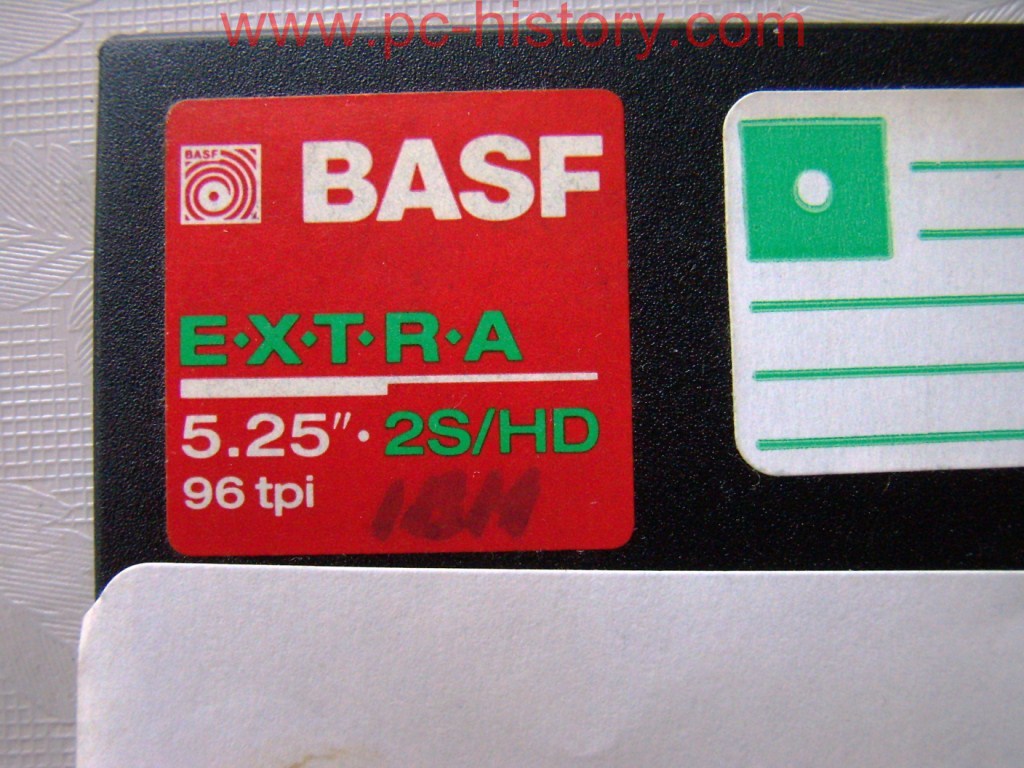 www.pc-history.com
BASF
BASF
E·X·T·R·A
5.25"· 2S/HD
96 tpi
IBM